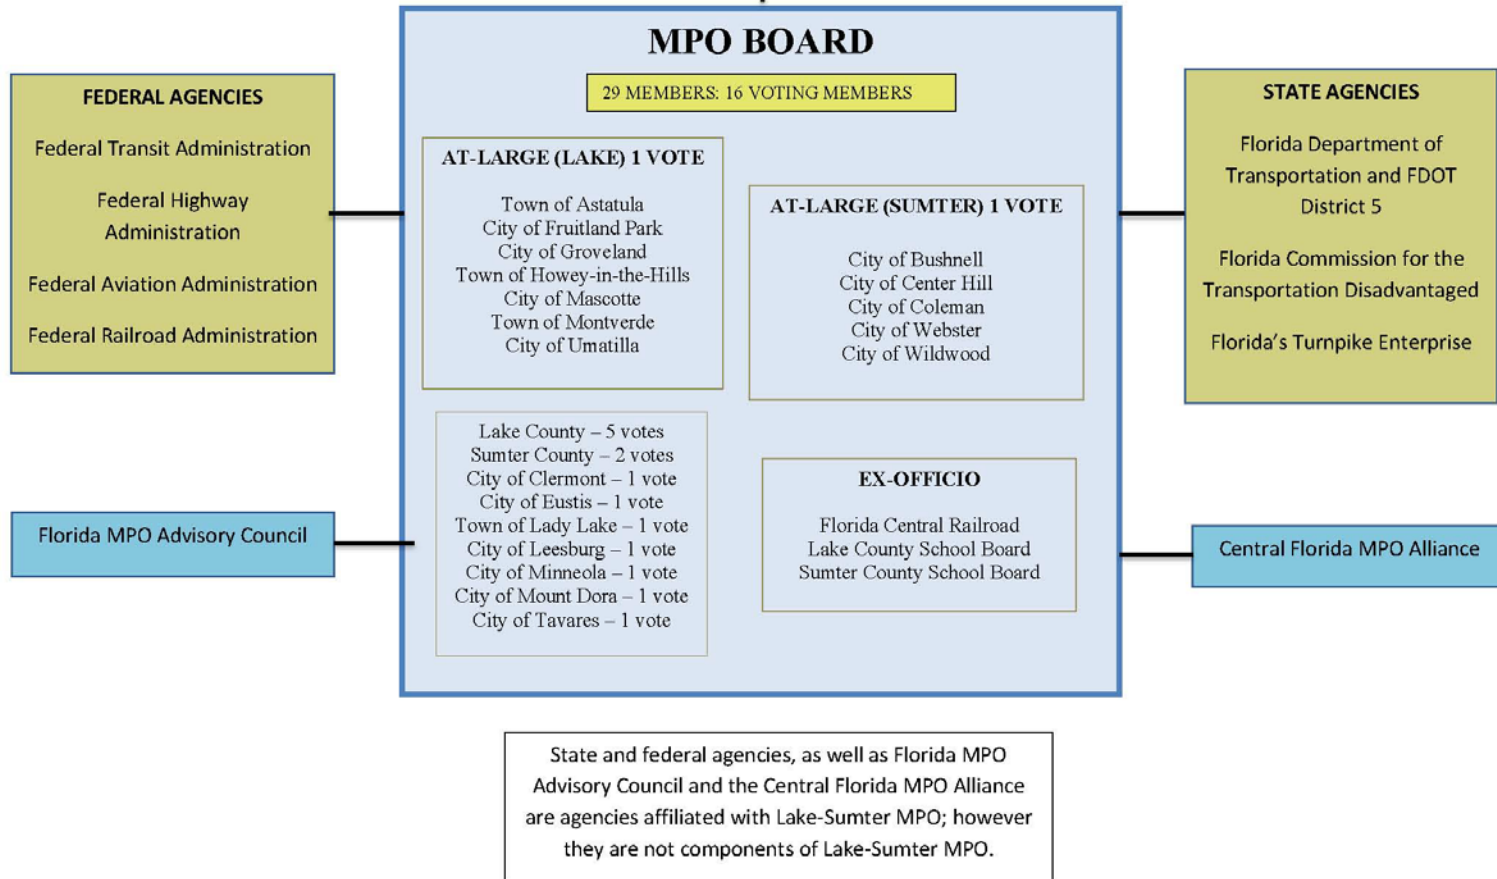 MPO BOARD
29 MEMBERS: 16 VOTING MEMBERS
FEDERAL AGENCIES
Federal Transit Administration
Federal Highway
Administration
Federal Aviation Administration
Federal Railroad Administration
AT-LARGE (LAKE) 1 VOTE
Town of Astatula
City of Fruitland Park
City of Groveland
Town of Howey-in-the-Hills
City of Mascotte
Town of Montverde
City of Umatilla
AT-LARGE (SUMTER) 1 VOTE
City of Bushnell
City of Center Hill
City of Coleman
City of Webster
City of Wildwood
STATE AGENCIES
Florida Department of
Transportation and FDOT
District 5
Florida Commission for the
Transportation Disadvantaged
Florida’s Turnpike Enterprise
Florida MPO Advisory Council
Lake County – 5 votes
Sumter County – 2 votes
City of Clermont – 1 vote
City of Eustis – 1 vote
Town of Lady Lake – 1 vote
City of Leesburg – 1 vote
City of Minneola – 1 vote
City of Mount Dora – 1 vote
City of Tavares – 1 vote
EX-OFFICIO
Florida Central Railroad
Lake County School Board
Sumter County School Board
Central Florida MPO Alliance
State and federal agencies, as well as Florida MPO
Advisory Council and the Central Florida MPO Alliance
are agencies affiliated with Lake-Sumter MPO; however
they are not components of Lake-Sumter MPO.